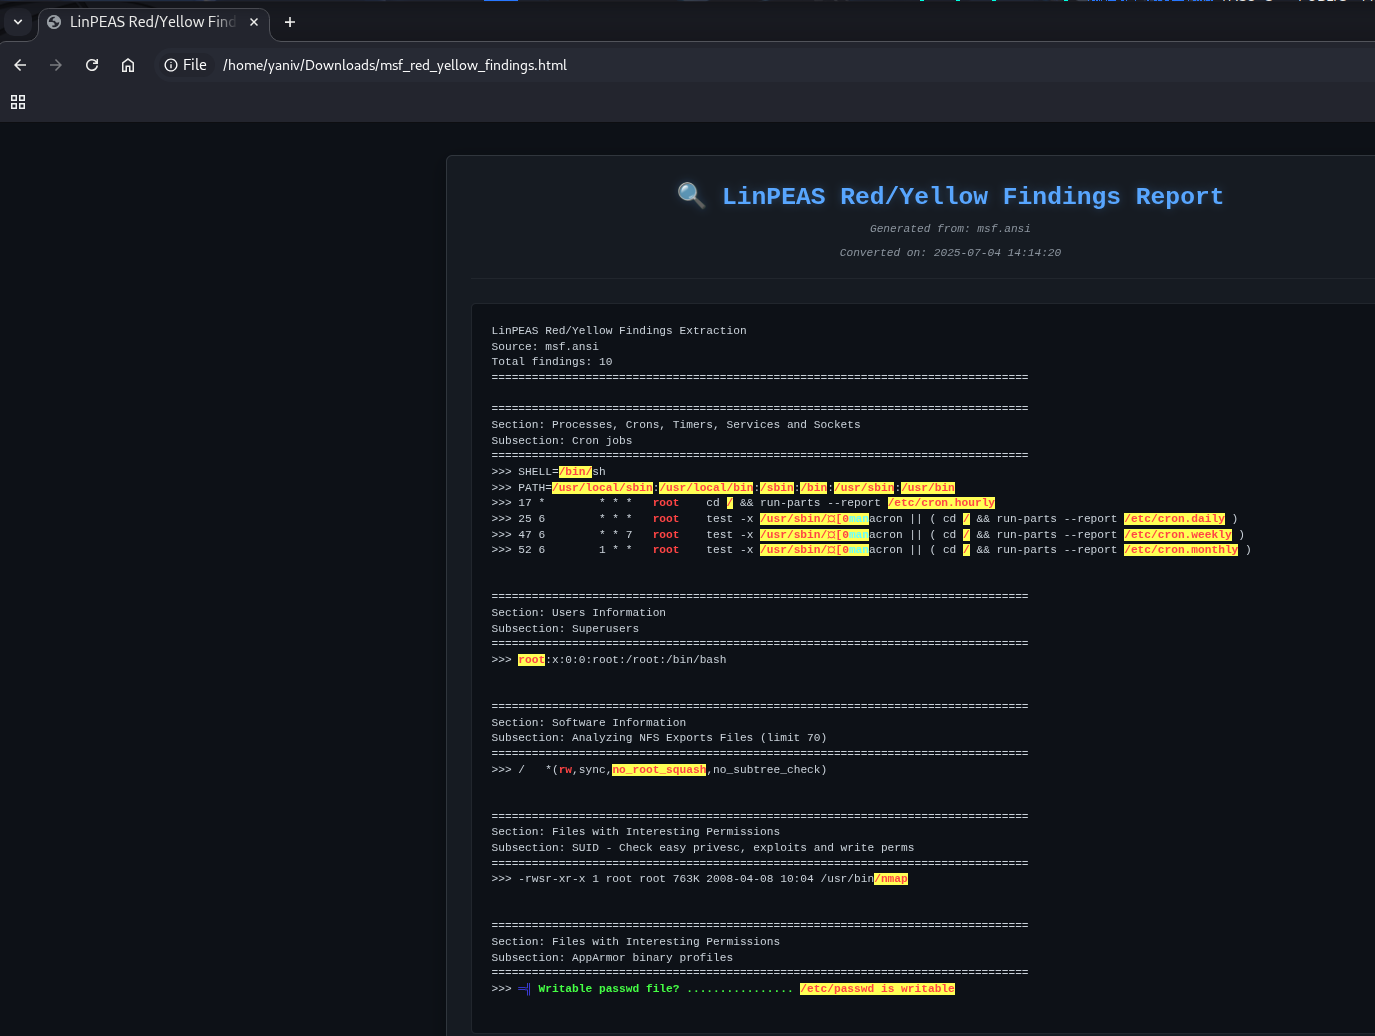 LinPEAS Red/Yellow Find
File /home/yaniv/Downloads/msf_red_yellow_findings.html
LinPEAS Red/Yellow Findings Report
Generated from: msf.ansi
Converted on: 2025-07-04 14:14:20
LinPEAS Red/Yellow Findings Extraction
Source: msf.ansi
Total findings: 10
================================================================================
================================================================================
Section: Processes, Crons, Timers, Services and Sockets
Subsection: Cron jobs
================================================================================
>>> SHELL=/bin/sh
>>> PATH=/usr/local/sbin:/usr/local/bin:/sbin:/bin:/usr/sbin:/usr/bin
>>> 17 *        * * *   root    cd / && run-parts --report /etc/cron.hourly
>>> 25 6        * * *   root    test -x /usr/sbin/¤[0manacron || ( cd / && run-parts --report /etc/cron.daily )
>>> 47 6        * * 7   root    test -x /usr/sbin/¤[0manacron || ( cd / && run-parts --report /etc/cron.weekly )
>>> 52 6        1 * *   root    test -x /usr/sbin/¤[0manacron || ( cd / && run-parts --report /etc/cron.monthly )
================================================================================
Section: Users Information
Subsection: Superusers
================================================================================
>>> root:x:0:0:root:/root:/bin/bash
================================================================================
Section: Software Information
Subsection: Analyzing NFS Exports Files (limit 70)
================================================================================
>>> /   *(rw,sync,no_root_squash,no_subtree_check)
================================================================================
Section: Files with Interesting Permissions
Subsection: SUID - Check easy privesc, exploits and write perms
================================================================================
>>> -rwsr-xr-x 1 root root 763K 2008-04-08 10:04 /usr/bin/nmap
================================================================================
Section: Files with Interesting Permissions
Subsection: AppArmor binary profiles
================================================================================
>>> ═╣ Writable passwd file? ................ /etc/passwd is writable